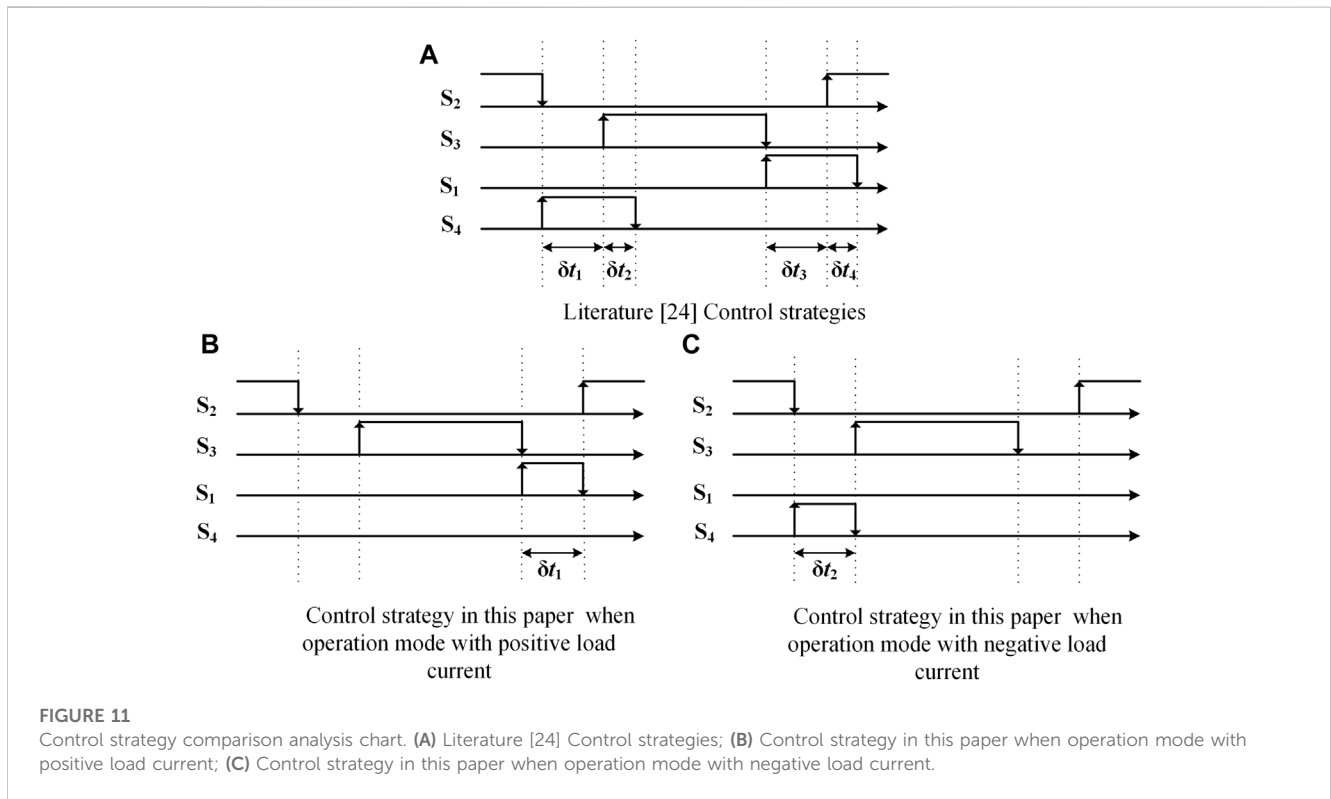 A
S₂
S₃
S₁
S₄
δt₁ δt₂ δt₃ δt₄
Literature [24] Control strategies
B
S₂
S₃
S₁
S₄
δt₁
Control strategy in this paper when
operation mode with positive load
current
C
S₂
S₃
S₁
S₄
δt₂
Control strategy in this paper when
operation mode with negative load
current
FIGURE 11
Control strategy comparison analysis chart. (A) Literature [24] Control strategies; (B) Control strategy in this paper when operation mode with
positive load current; (C) Control strategy in this paper when operation mode with negative load current.